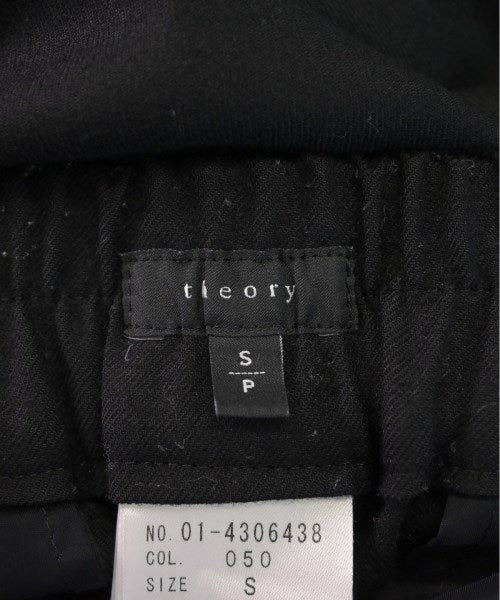 theory
S
P
NO. 01-4306438
COL. 050
SIZE S